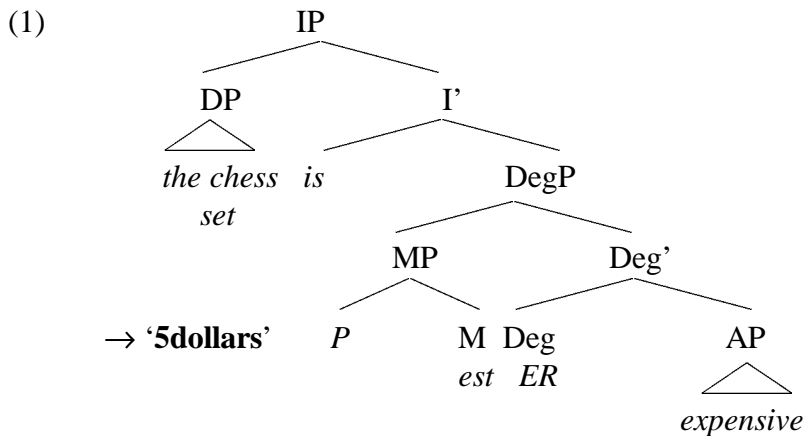 (1) IP
DP I’
the chess is DegP
set
MP Deg’
→ ‘5dollars’ P M Deg AP
est ER
expensive